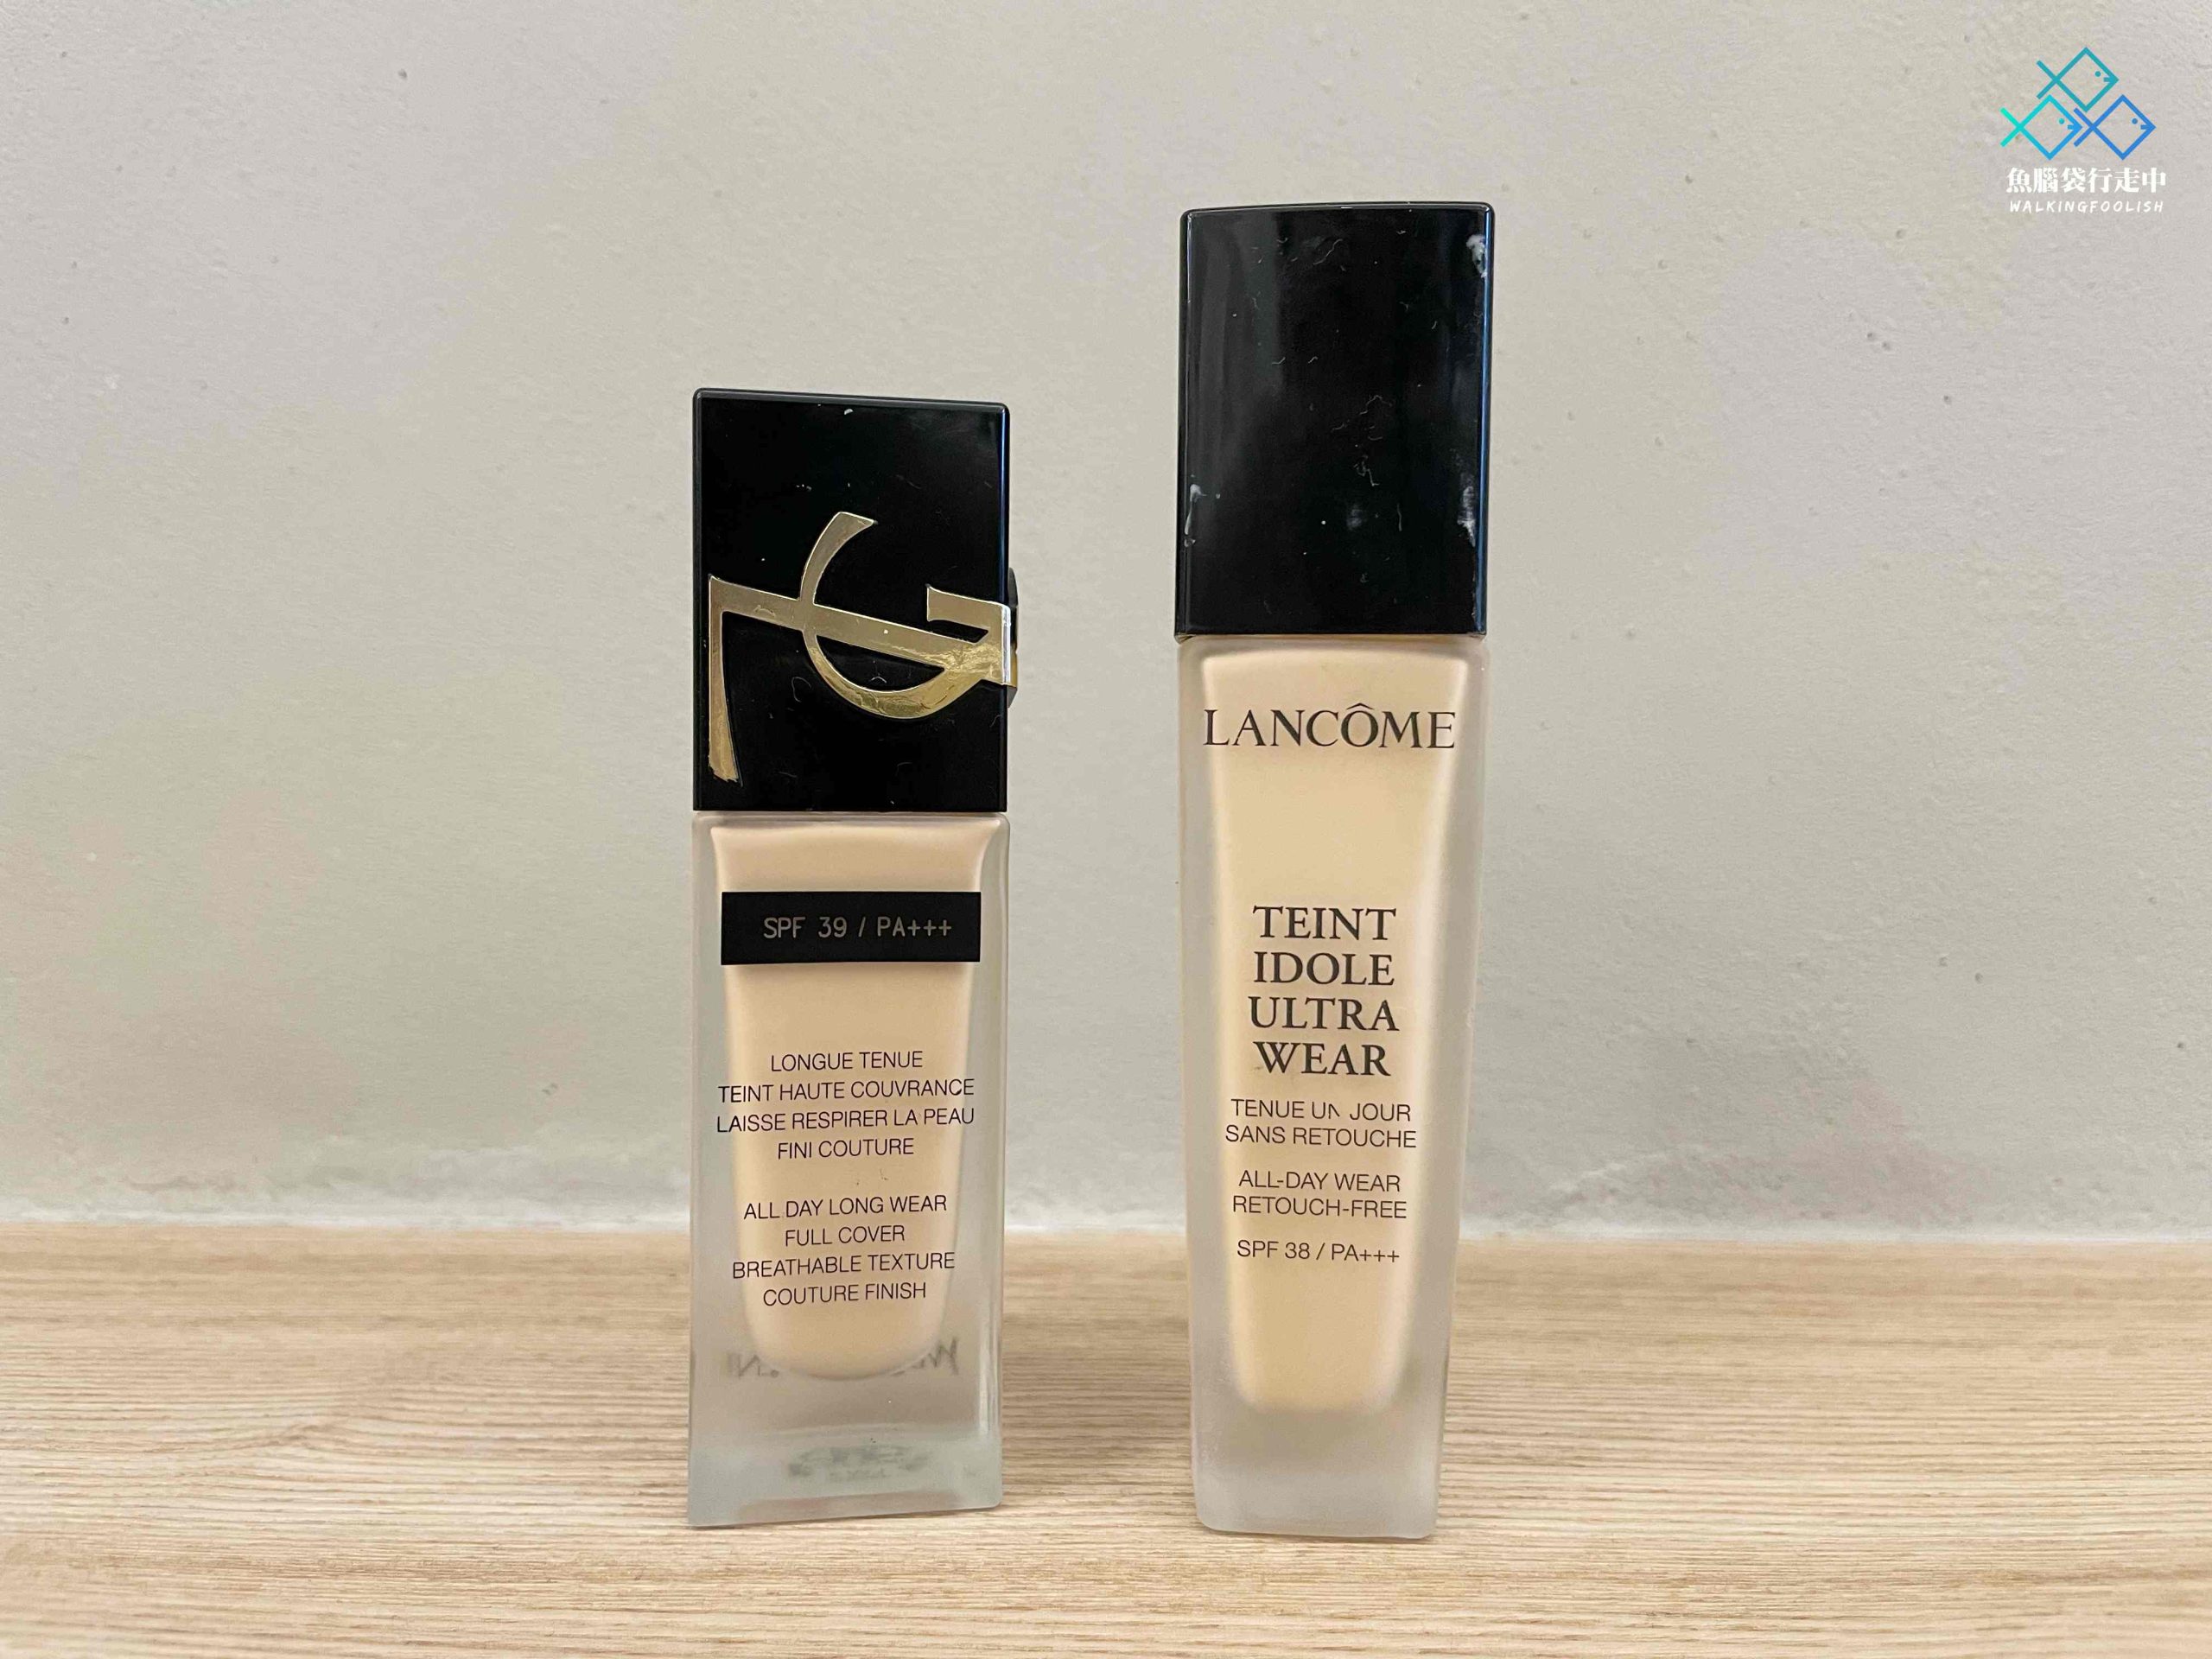 魚腦袋行走中
WALKINGFOOLISH
SPF 39 / PA+++
LONGUE TENUE
TEINT HAUTE COUVRANCE
LAISSE RESPIRER LA PEAU
FINI COUTURE
ALL DAY LONG WEAR
FULL COVER
BREATHABLE TEXTURE
COUTURE FINISH
LANCÔME
TEINT
IDOLE
ULTRA
WEAR
TENUE UN JOUR
SANS RETOUCHE
ALL-DAY WEAR
RETOUCH-FREE
SPF 38 / PA+++